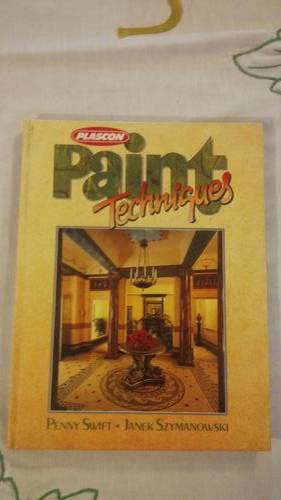 PLASCON
Paint
Techniques
PENNY SWIFT • JANEK SZYMANOWSKI